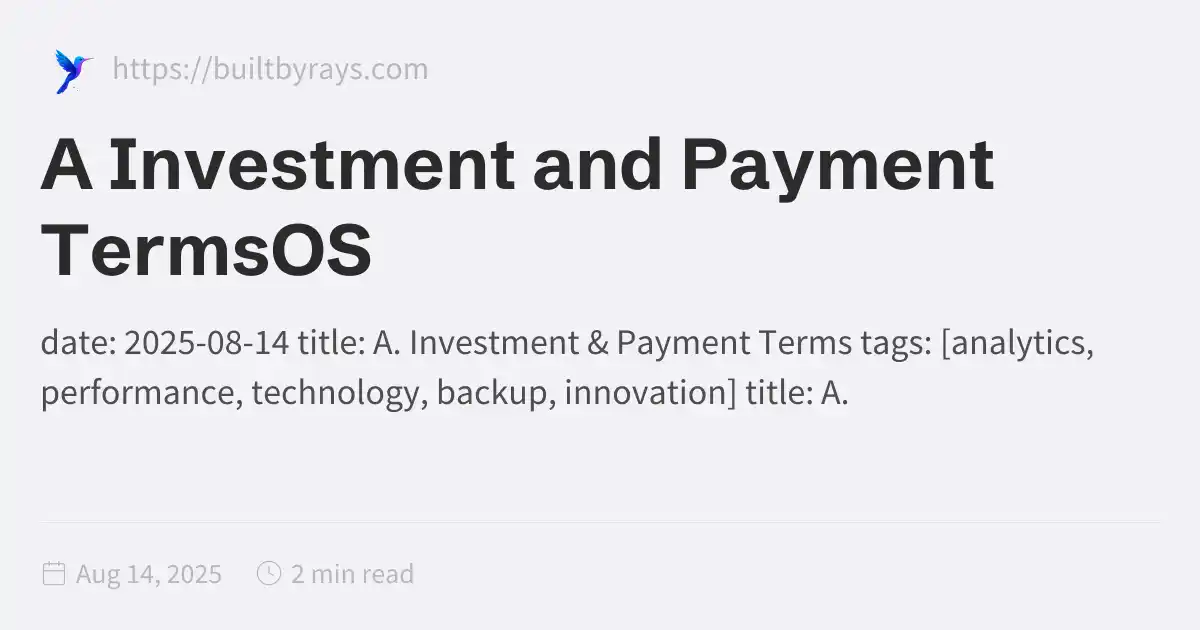 https://builtbyrays.com
A Investment and Payment
TermsOS
date: 2025-08-14 title: A. Investment & Payment Terms tags: [analytics,
performance, technology, backup, innovation] title: A.
Aug 14, 2025 2 min read